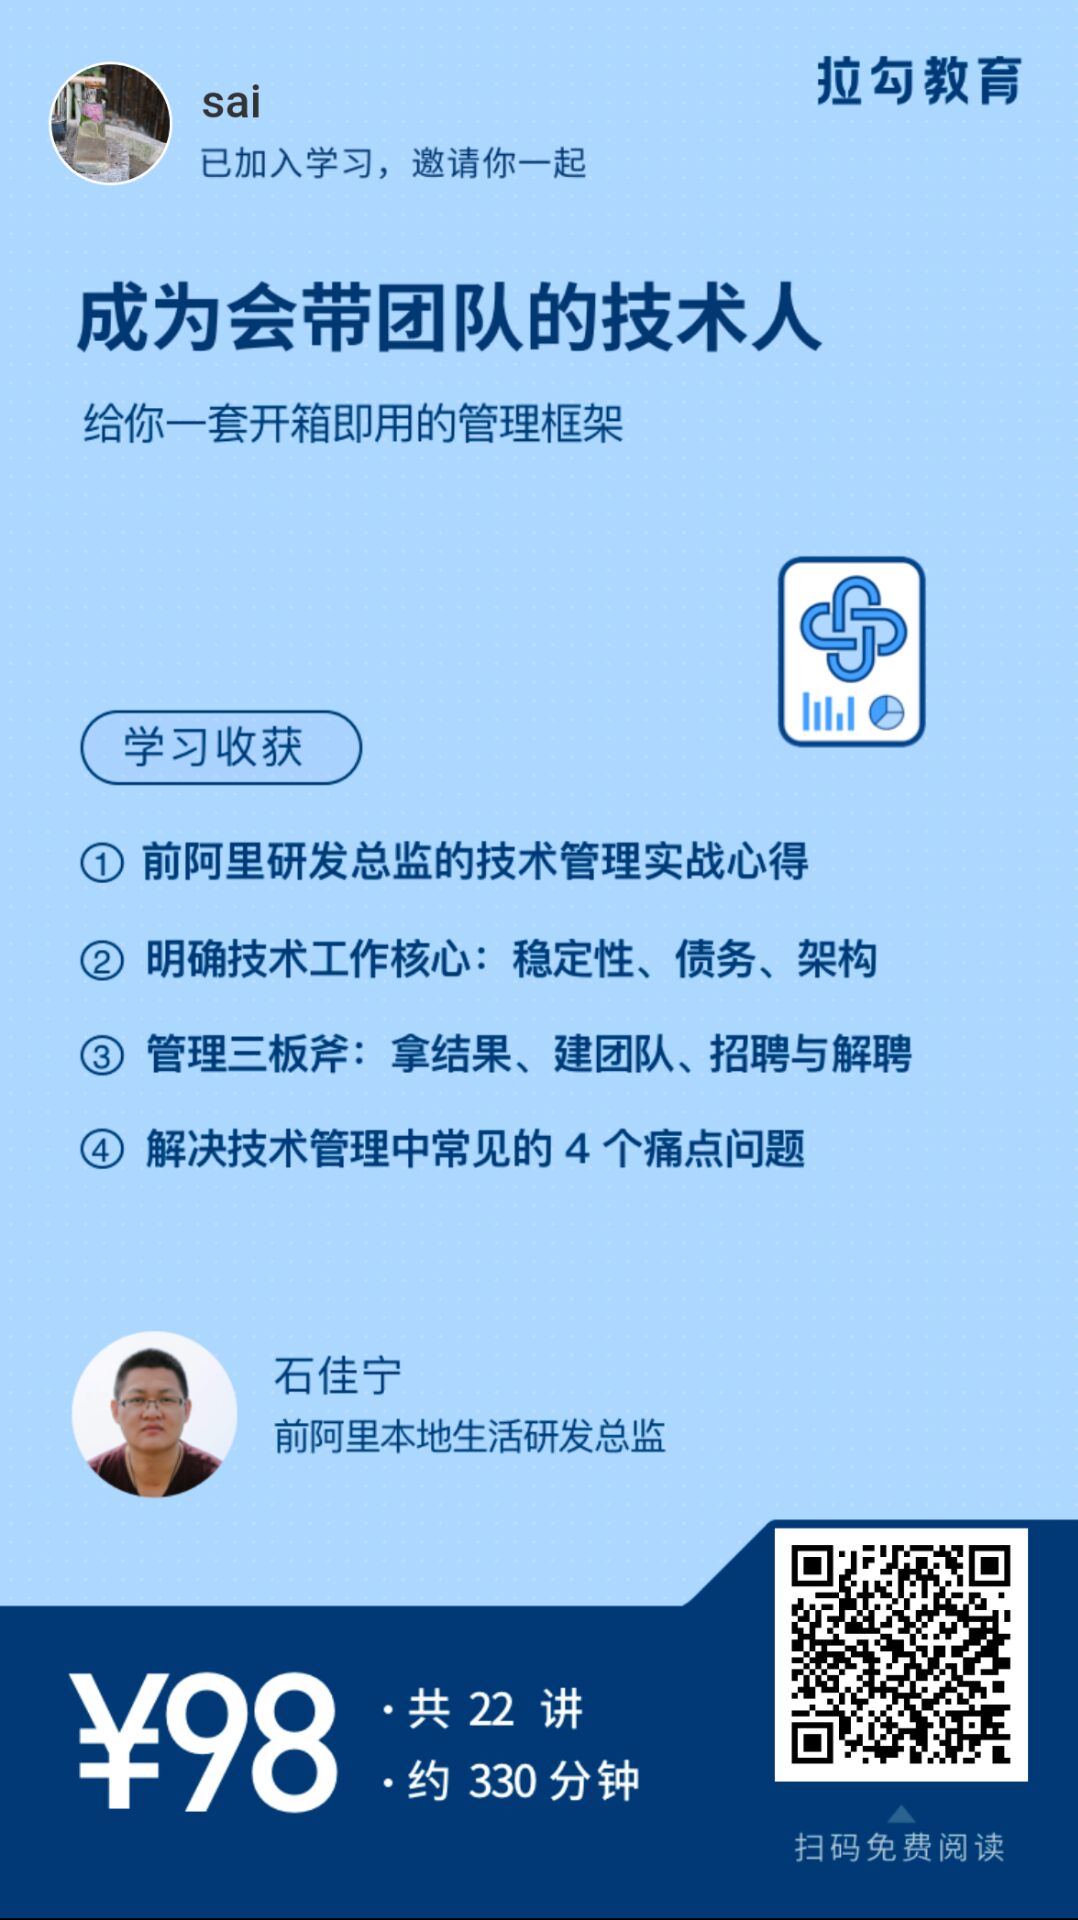 sai
拉勾教育
已加入学习，邀请你一起
成为会带团队的技术人
给你一套开箱即用的管理框架
学习收获
① 前阿里研发总监的技术管理实战心得
② 明确技术工作核心：稳定性、债务、架构
③ 管理三板斧：拿结果、建团队、招聘与解聘
④ 解决技术管理中常见的 4 个痛点问题
石佳宁
前阿里本地生活研发总监
¥98
· 共 22 讲
· 约 330 分钟
扫码免费阅读